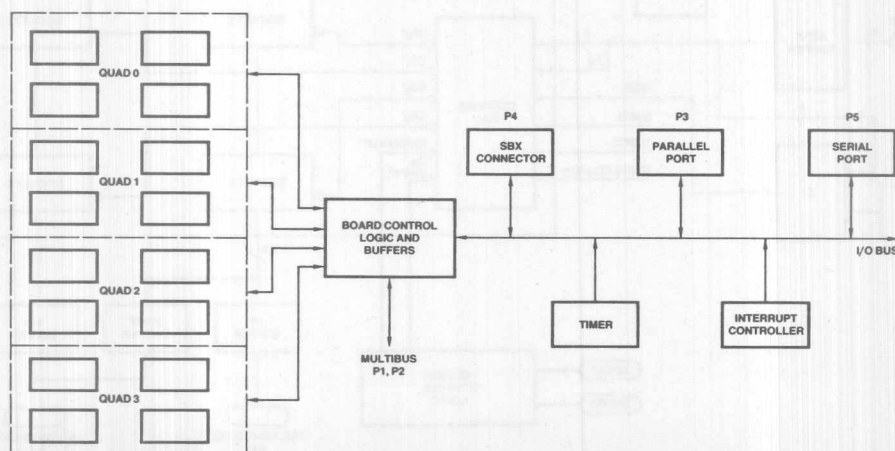 QUAD 0
QUAD 1
QUAD 2
QUAD 3
BOARD CONTROL
LOGIC AND
BUFFERS
MULTIBUS
P1, P2
P4
SBX
CONNECTOR
P3
PARALLEL
PORT
P5
SERIAL
PORT
I/O BUS
TIMER
INTERRUPT
CONTROLLER